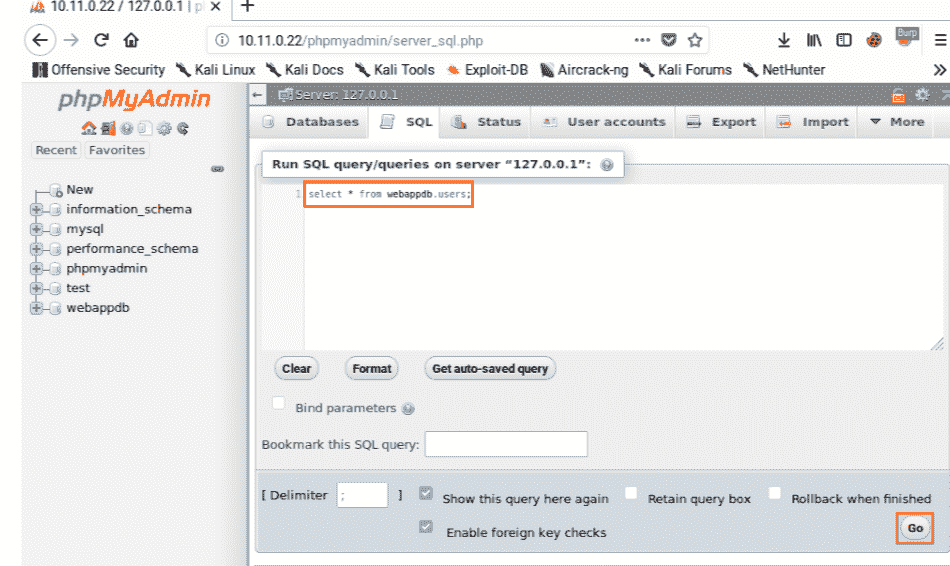 10.11.0.22 / 127.0.0.1 | p
10.11.0.22/phpmyadmin/server_sql.php
Burp
Offensive Security Kali Linux Kali Docs Kali Tools Exploit-DB Aircrack-ng Kali Forums NetHunter
phpMyAdmin
Server: 127.0.0.1
Databases SQL Status User accounts Export Import More
Recent Favorites
Run SQL query/queries on server “127.0.0.1”:
1 select * from webappdb.users;
New
information_schema
mysql
performance_schema
phpmyadmin
test
webappdb
Clear Format Get auto-saved query
Bind parameters
Bookmark this SQL query:
[ Delimiter ; ] Show this query here again Retain query box Rollback when finished
Enable foreign key checks Go